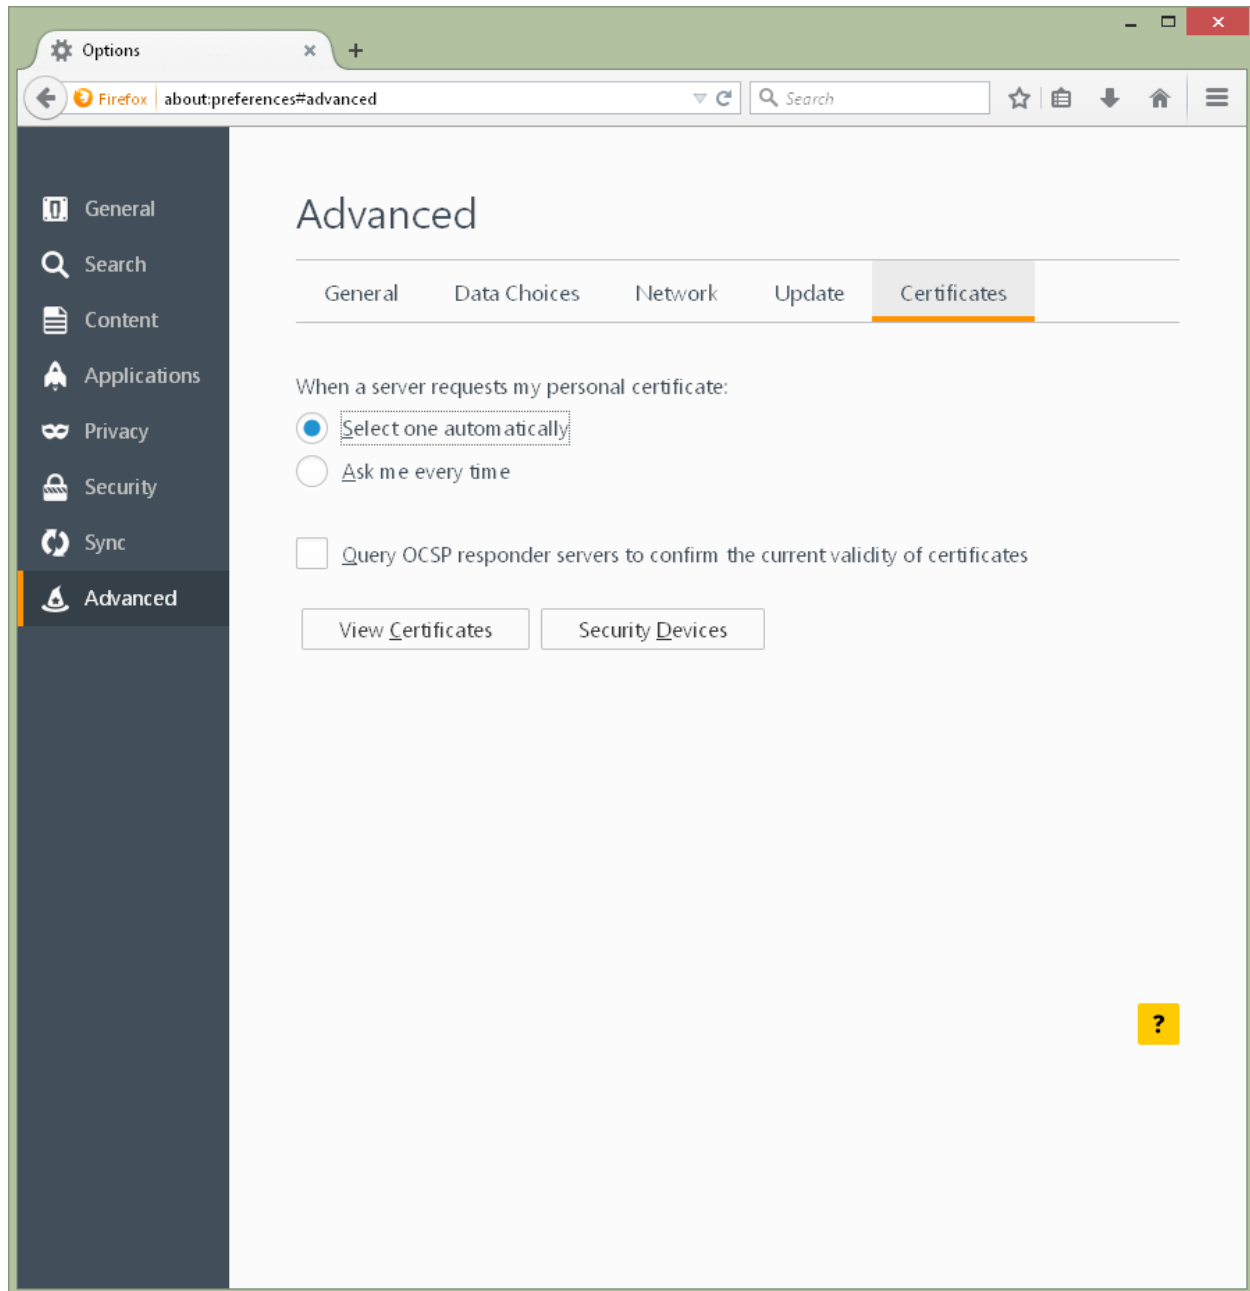 Options
Firefox about:preferences#advanced Search
General
Search
Content
Applications
Privacy
Security
Sync
Advanced
Advanced
General Data Choices Network Update Certificates
When a server requests my personal certificate:
Select one automatically
Ask me every time
Query OCSP responder servers to confirm the current validity of certificates
View Certificates Security Devices
?